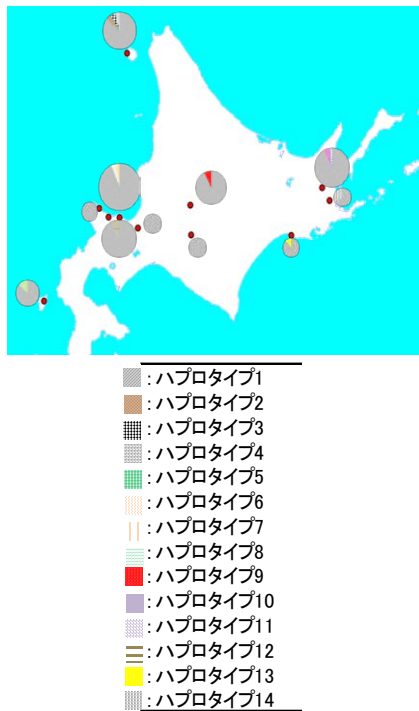 : ハプロタイプ1
: ハプロタイプ2
: ハプロタイプ3
: ハプロタイプ4
: ハプロタイプ5
: ハプロタイプ6
: ハプロタイプ7
: ハプロタイプ8
: ハプロタイプ9
: ハプロタイプ10
: ハプロタイプ11
: ハプロタイプ12
: ハプロタイプ13
: ハプロタイプ14